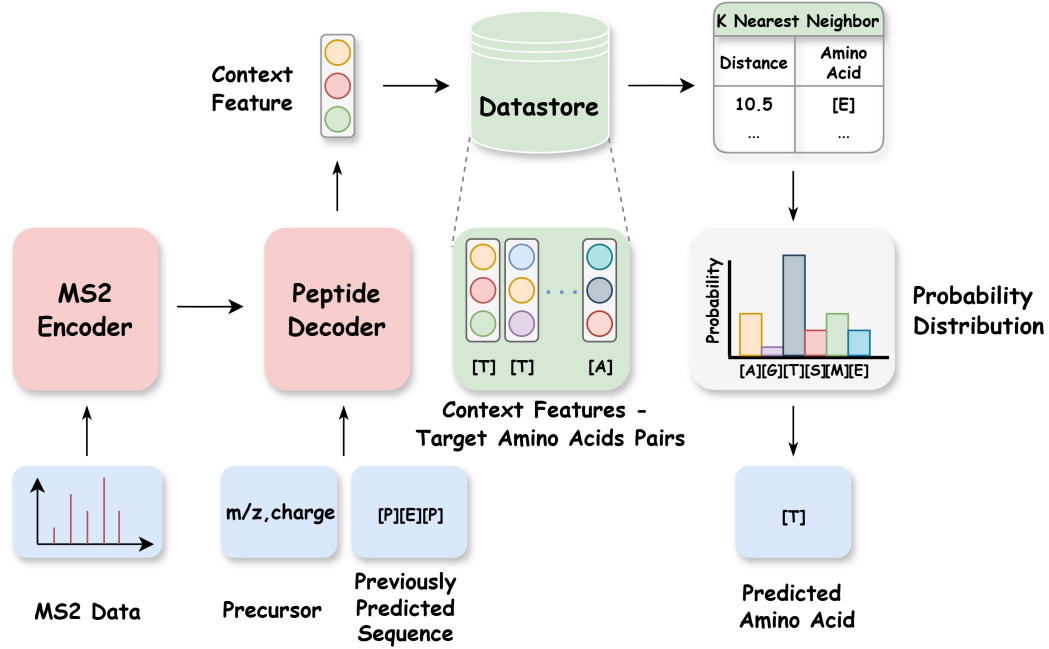 K Nearest Neighbor
Distance
Amino
Acid
10.5
[E]
...
...
Context
Feature
Datastore
MS2
Encoder
Peptide
Decoder
[T]
[T]
[A]
Context Features -
Target Amino Acids Pairs
Probability
[A][G][T][S][M][E]
Probability
Distribution
m/z,charge
[P][E][P]
[T]
MS2 Data
Precursor
Previously
Predicted
Sequence
Predicted
Amino Acid